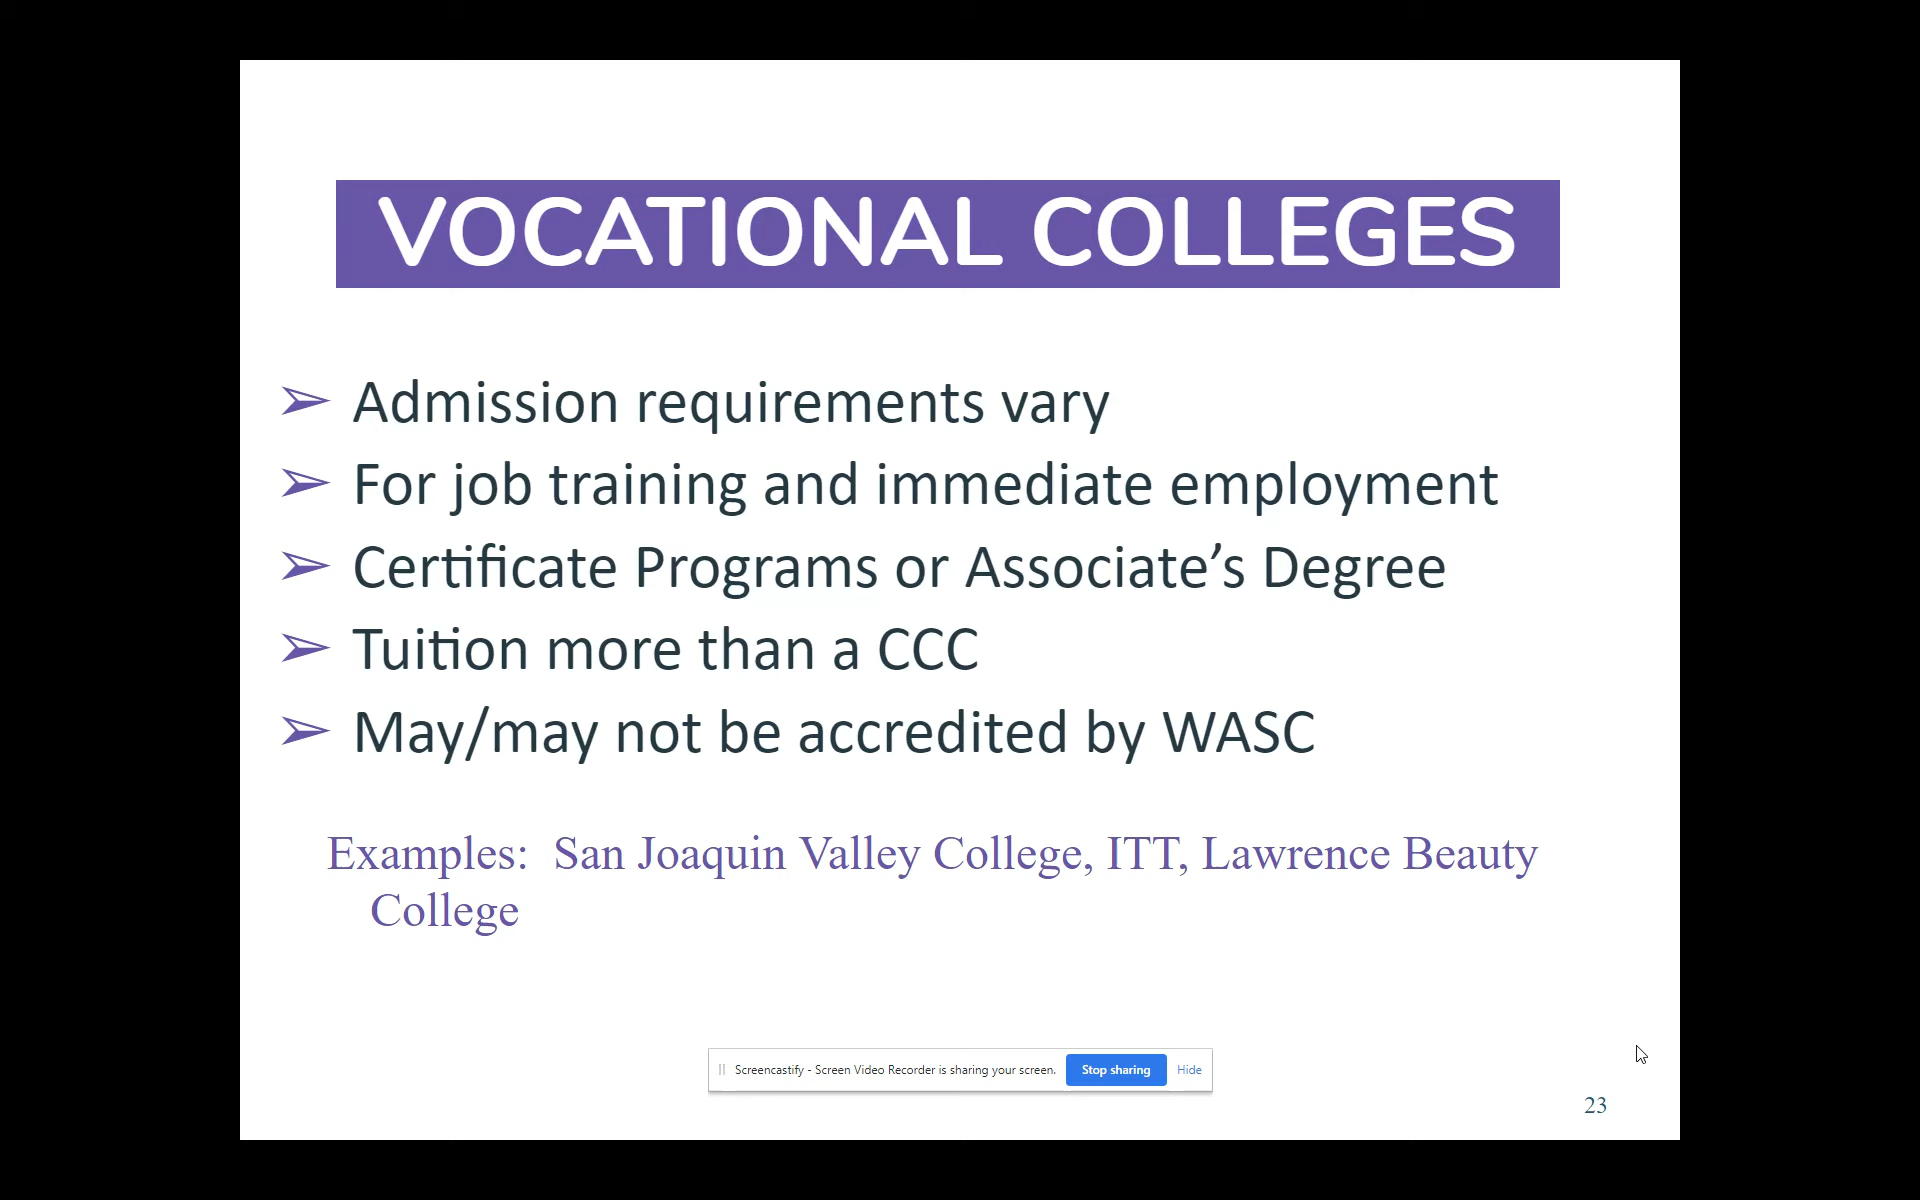 VOCATIONAL COLLEGES
➢ Admission requirements vary
➢ For job training and immediate employment
➢ Certificate Programs or Associate’s Degree
➢ Tuition more than a CCC
➢ May/may not be accredited by WASC
Examples:  San Joaquin Valley College, ITT, Lawrence Beauty
College
Screencastify - Screen Video Recorder is sharing your screen. Stop sharing Hide
23